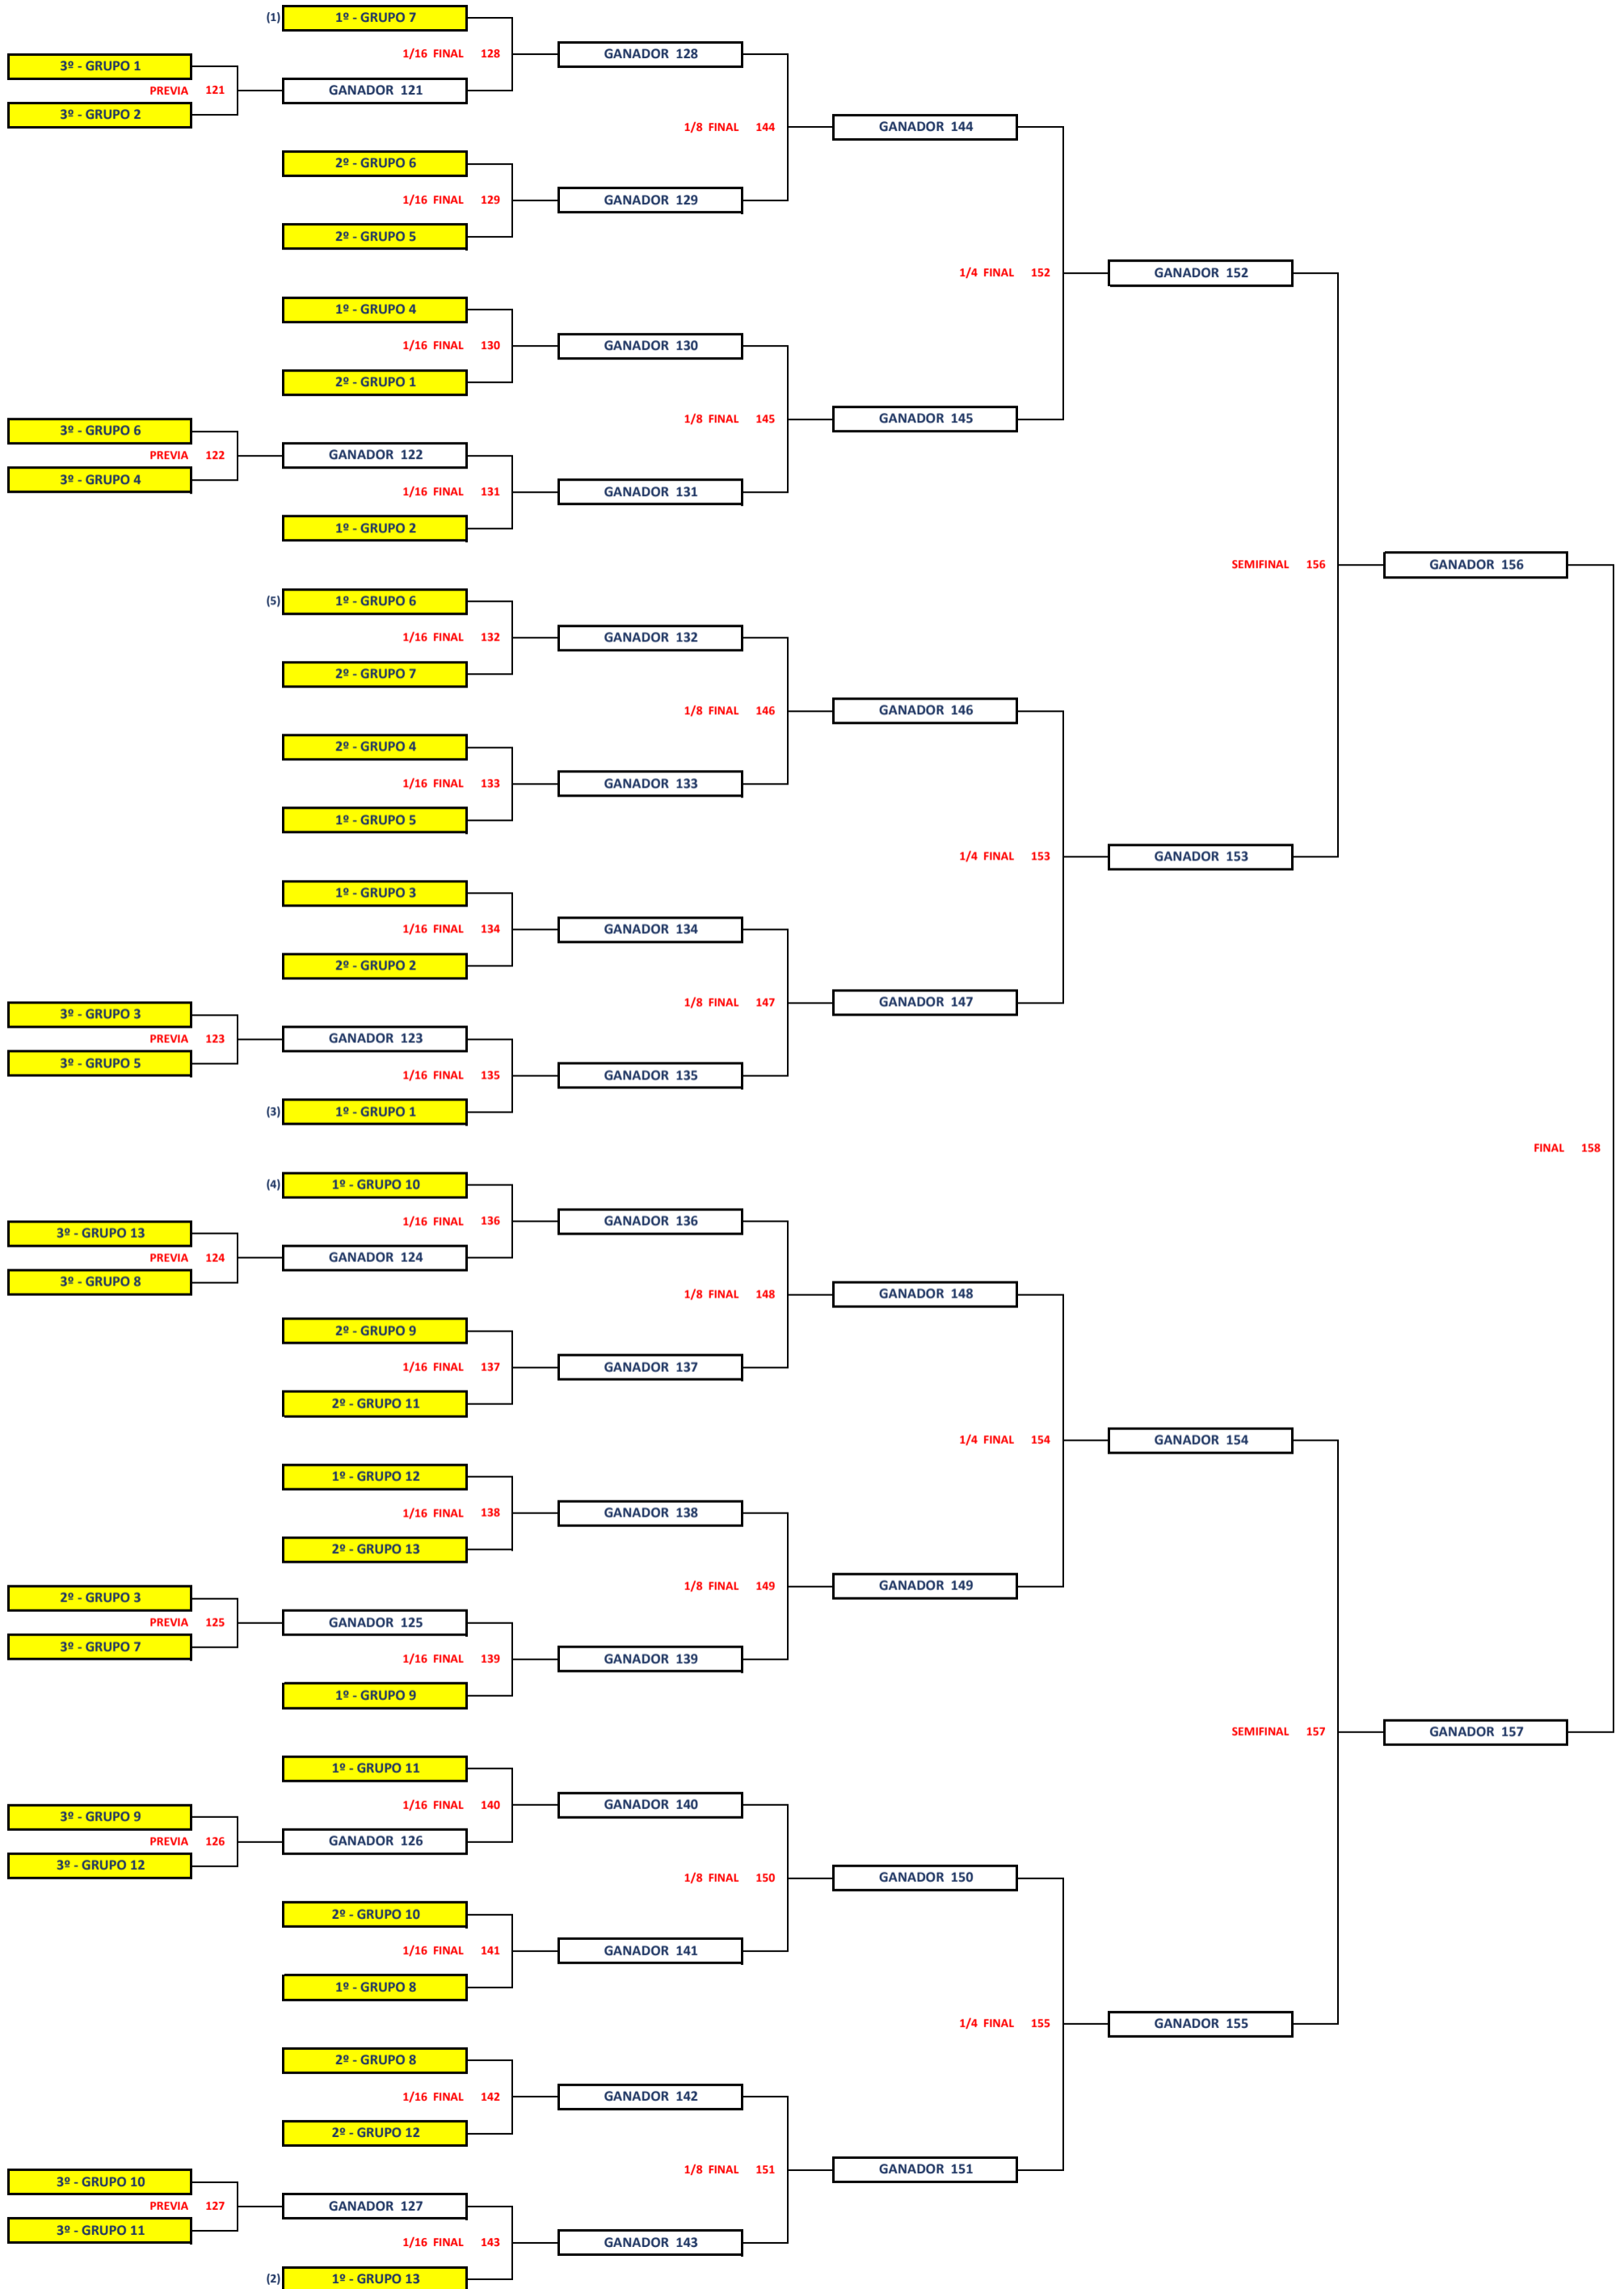 (1) 1º - GRUPO 7
1/16 FINAL 128 GANADOR 128
3º - GRUPO 1
PREVIA 121 GANADOR 121
3º - GRUPO 2
1/8 FINAL 144 GANADOR 144
2º - GRUPO 6
1/16 FINAL 129 GANADOR 129
2º - GRUPO 5
1/4 FINAL 152 GANADOR 152
1º - GRUPO 4
1/16 FINAL 130 GANADOR 130
2º - GRUPO 1
1/8 FINAL 145 GANADOR 145
3º - GRUPO 6
PREVIA 122 GANADOR 122
3º - GRUPO 4
1/16 FINAL 131 GANADOR 131
1º - GRUPO 2
SEMIFINAL 156 GANADOR 156
(5) 1º - GRUPO 6
1/16 FINAL 132 GANADOR 132
2º - GRUPO 7
1/8 FINAL 146 GANADOR 146
2º - GRUPO 4
1/16 FINAL 133 GANADOR 133
1º - GRUPO 5
1/4 FINAL 153 GANADOR 153
1º - GRUPO 3
1/16 FINAL 134 GANADOR 134
2º - GRUPO 2
1/8 FINAL 147 GANADOR 147
3º - GRUPO 3
PREVIA 123 GANADOR 123
3º - GRUPO 5
1/16 FINAL 135 GANADOR 135
(3) 1º - GRUPO 1
FINAL 158
(4) 1º - GRUPO 10
1/16 FINAL 136 GANADOR 136
3º - GRUPO 13
PREVIA 124 GANADOR 124
3º - GRUPO 8
1/8 FINAL 148 GANADOR 148
2º - GRUPO 9
1/16 FINAL 137 GANADOR 137
2º - GRUPO 11
1/4 FINAL 154 GANADOR 154
1º - GRUPO 12
1/16 FINAL 138 GANADOR 138
2º - GRUPO 13
1/8 FINAL 149 GANADOR 149
2º - GRUPO 3
PREVIA 125 GANADOR 125
3º - GRUPO 7
1/16 FINAL 139 GANADOR 139
1º - GRUPO 9
SEMIFINAL 157 GANADOR 157
1º - GRUPO 11
1/16 FINAL 140 GANADOR 140
3º - GRUPO 9
PREVIA 126 GANADOR 126
3º - GRUPO 12
1/8 FINAL 150 GANADOR 150
2º - GRUPO 10
1/16 FINAL 141 GANADOR 141
1º - GRUPO 8
1/4 FINAL 155 GANADOR 155
2º - GRUPO 8
1/16 FINAL 142 GANADOR 142
2º - GRUPO 12
1/8 FINAL 151 GANADOR 151
3º - GRUPO 10
PREVIA 127 GANADOR 127
3º - GRUPO 11
1/16 FINAL 143 GANADOR 143
(2) 1º - GRUPO 13